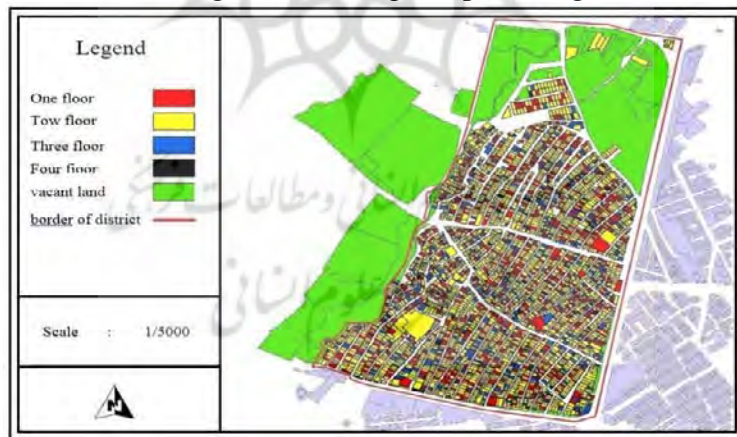 Legend
One floor
Tow floor
Three floor
Four floor
vacant land
border of district
Scale : 1/5000
N